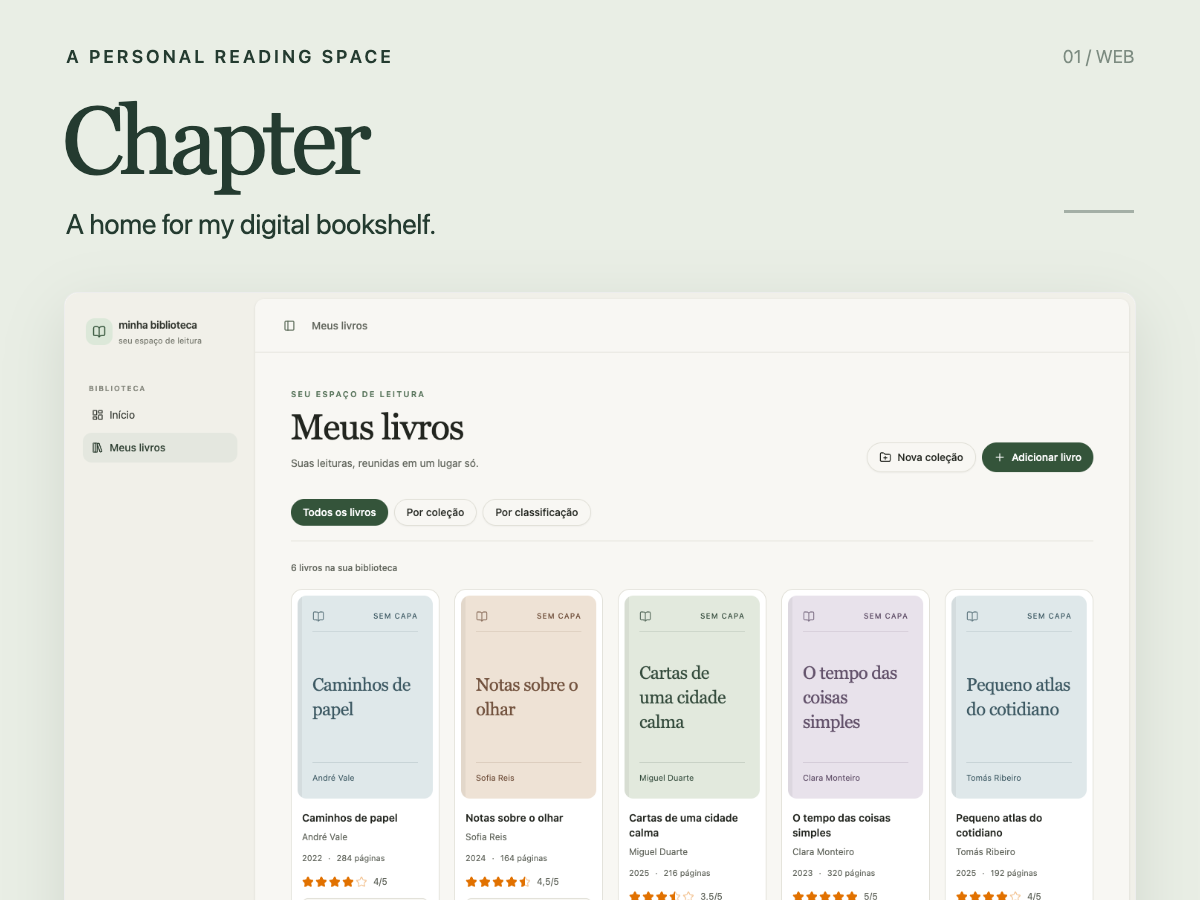 A PERSONAL READING SPACE
01 / WEB
Chapter
A home for my digital bookshelf.
minha biblioteca
seu espaço de leitura
Meus livros
BIBLIOTECA
Início
Meus livros
SEU ESPAÇO DE LEITURA
Meus livros
Suas leituras, reunidas em um lugar só.
Nova coleção
Adicionar livro
Todos os livros
Por coleção
Por classificação
6 livros na sua biblioteca
SEM CAPA
Caminhos de
papel
André Vale
Caminhos de papel
André Vale
2022 · 284 páginas
4/5
SEM CAPA
Notas sobre o
olhar
Sofia Reis
Notas sobre o olhar
Sofia Reis
2024 · 164 páginas
4,5/5
SEM CAPA
Cartas de
uma cidade
calma
Miguel Duarte
Cartas de uma cidade
calma
Miguel Duarte
2025 · 216 páginas
3,5/5
SEM CAPA
O tempo das
coisas
simples
Clara Monteiro
O tempo das coisas
simples
Clara Monteiro
2023 · 320 páginas
5/5
SEM CAPA
Pequeno atlas
do cotidiano
Tomás Ribeiro
Pequeno atlas do
cotidiano
Tomás Ribeiro
2025 · 192 páginas
4/5